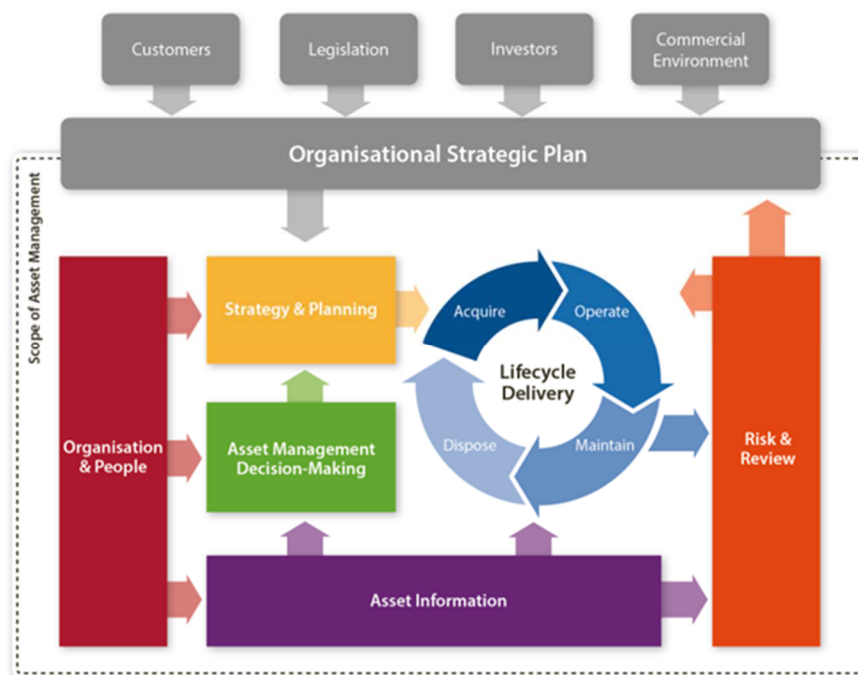 Customers
Legislation
Investors
Commercial
Environment
Organisational Strategic Plan
Scope of Asset Management
Strategy & Planning
Acquire
Operate
Lifecycle
Delivery
Organisation
& People
Asset Management
Decision-Making
Dispose
Maintain
Risk &
Review
Asset Information